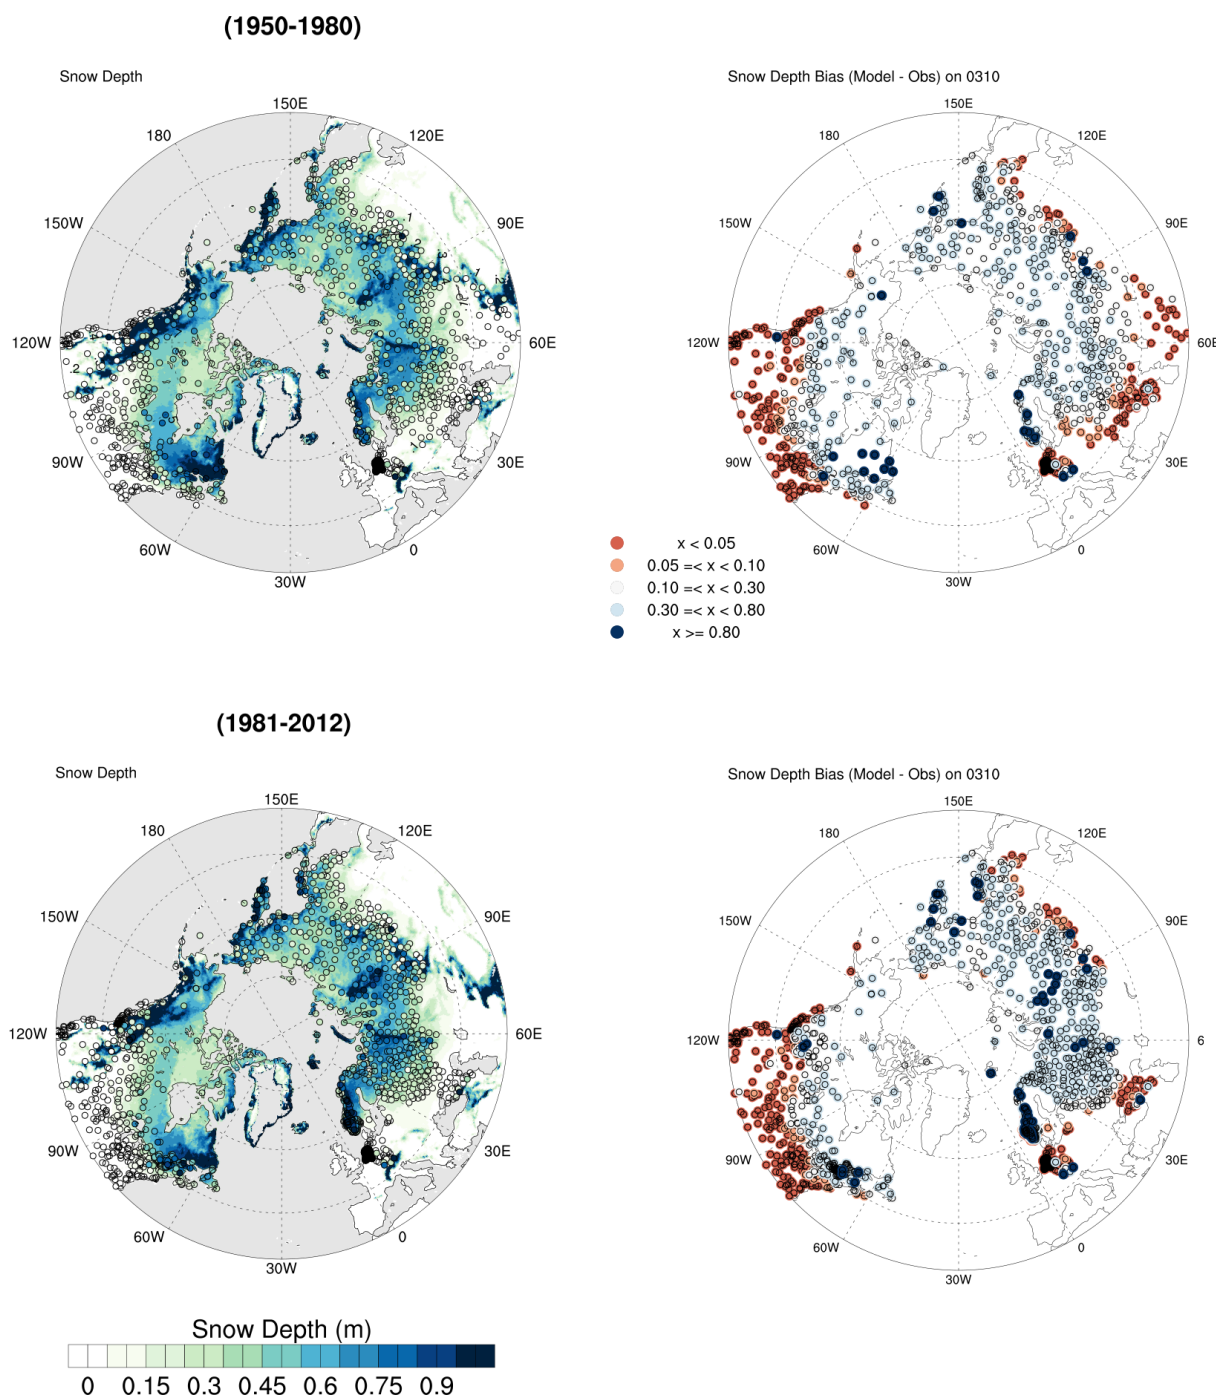 (1950-1980)
Snow Depth
Snow Depth Bias (Model - Obs) on 0310
150E
180
120E
150W
90E
120W
60E
90W
30E
60W
0
30W
1
1
2
.2
150E
180
120E
150W
90E
120W
60E
90W
30E
60W
0
30W
x < 0.05
0.05 =< x < 0.10
0.10 =< x < 0.30
0.30 =< x < 0.80
x >= 0.80
(1981-2012)
Snow Depth
Snow Depth Bias (Model - Obs) on 0310
150E
180
120E
150W
90E
120W
60E
90W
30E
60W
0
30W
150E
180
120E
150W
90E
120W
6
90W
30E
60W
0
30W
Snow Depth (m)
0 0.15 0.3 0.45 0.6 0.75 0.9